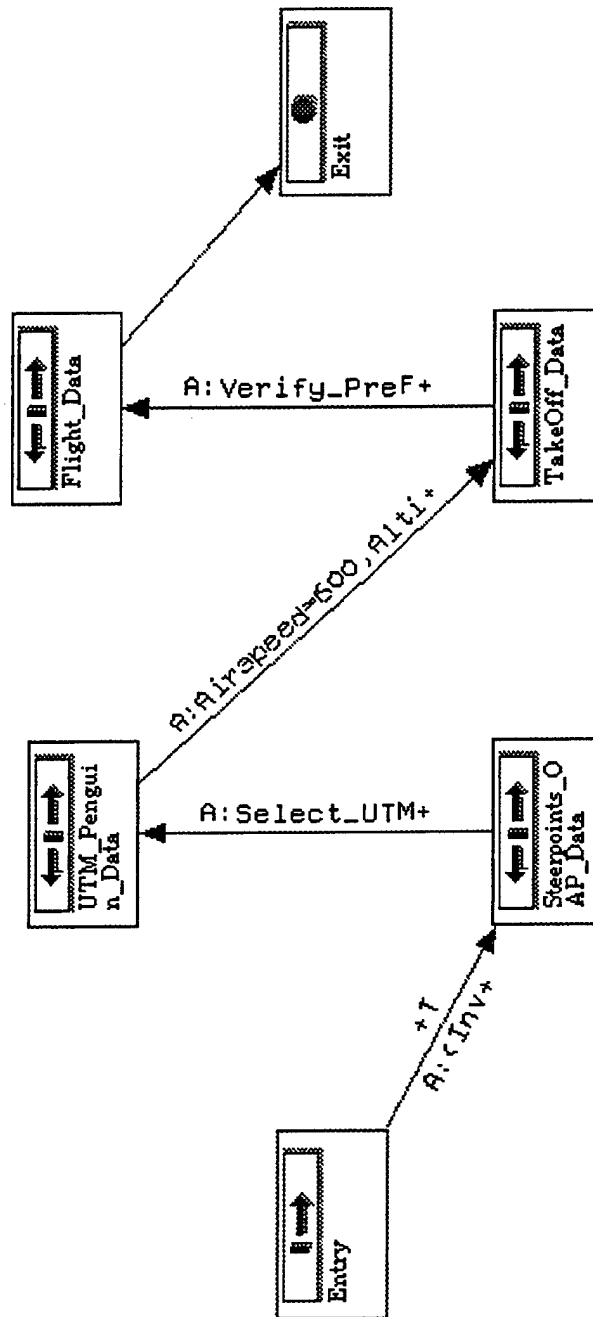 Entry
+T
A:<Inv+
Steerpoints_O
AP_Data
A:Select_UTM+
UTM_Pengui
n_Data
A:Airspeed=600,Alti+
TakeOff_Data
A:Verify_PreF+
Flight_Data
Exit